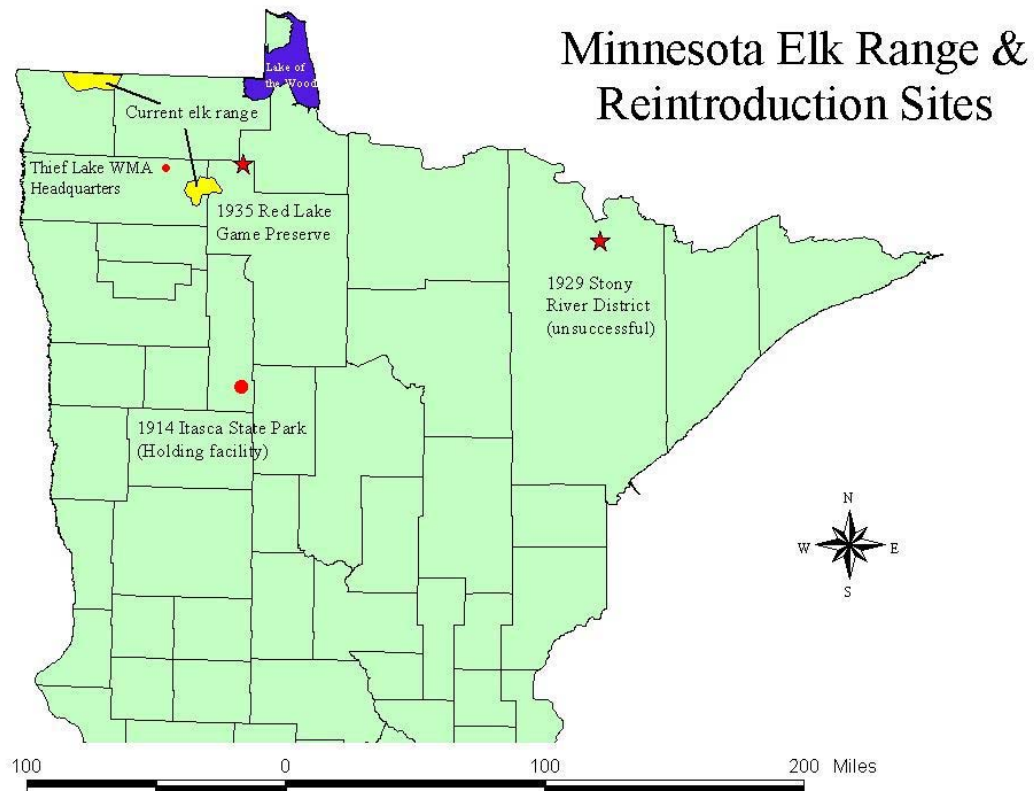 Minnesota Elk Range &
Reintroduction Sites
Lake of
the Wood
Current elk range
Thief Lake WMA
Headquarters
1935 Red Lake
Game Preserve
1929 Stony
River District
(unsuccessful)
1914 Itasca State Park
(Holding facility)
N
W
E
S
100
0
100
200 Miles